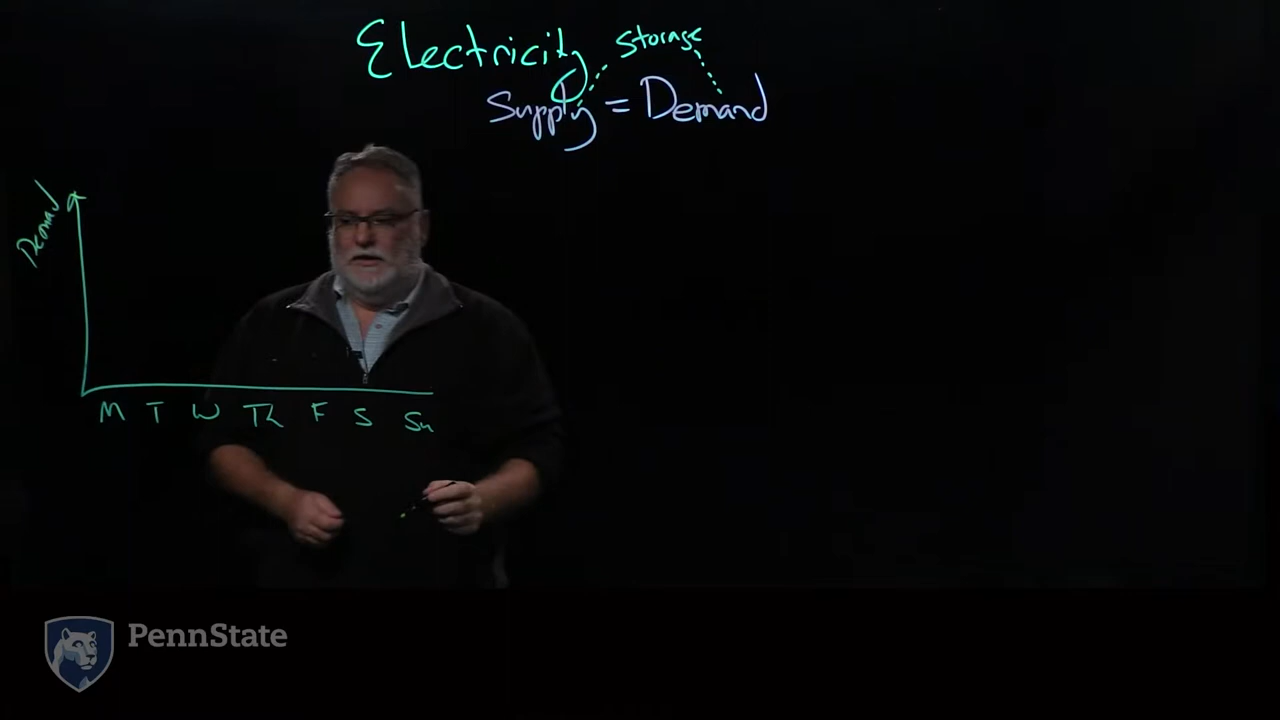 Electricity
storage
Supply = Demand
Demand
M T W Th F S Su
PennState